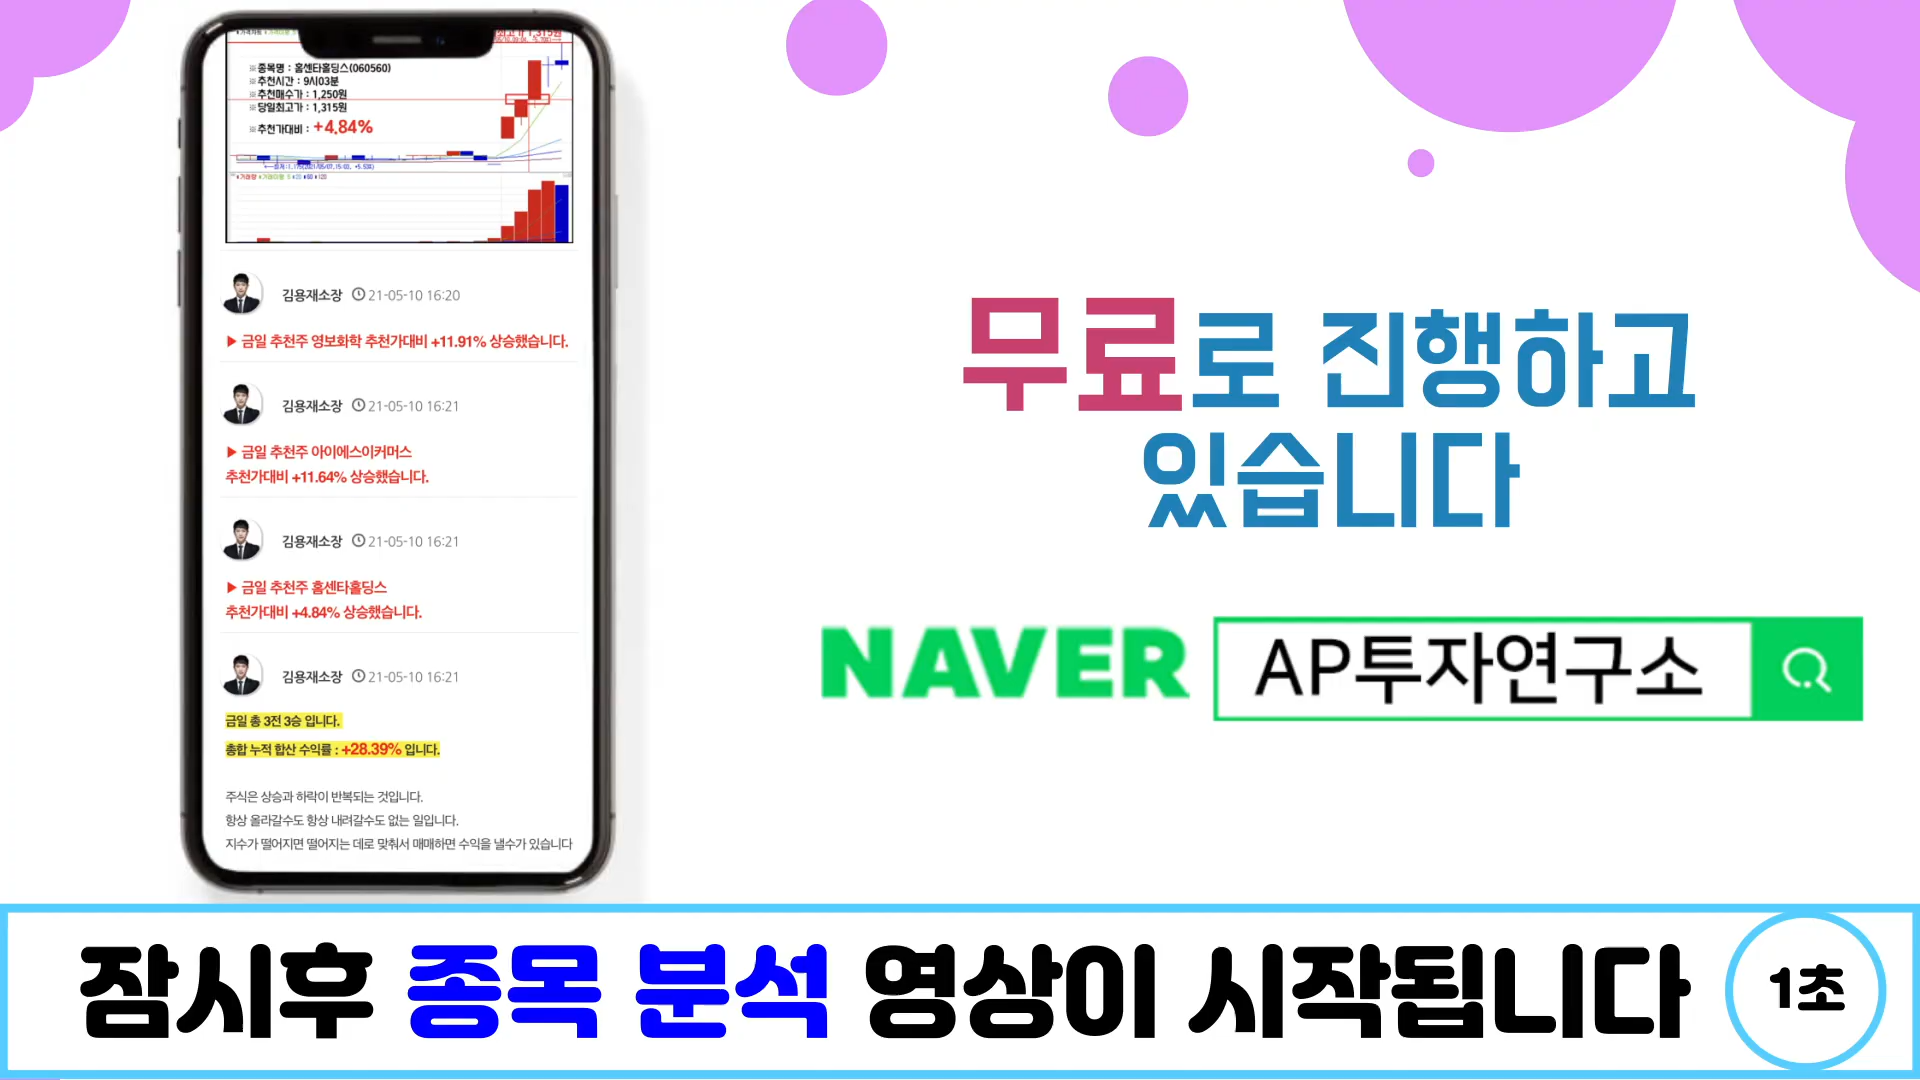 ※종목명 : 홈센타홀딩스(060560)
※추천시간 : 9시03분
※추천매수가 : 1,250원
※당일최고가 : 1,315원
※추천가대비 : +4.84%
김용재소장 21-05-10 16:20
▶ 금일 추천주 영보화학 추천가대비 +11.91% 상승했습니다.
김용재소장 21-05-10 16:21
▶ 금일 추천주 아이에스이커머스
추천가대비 +11.64% 상승했습니다.
김용재소장 21-05-10 16:21
▶ 금일 추천주 홈센타홀딩스
추천가대비 +4.84% 상승했습니다.
김용재소장 21-05-10 16:21
금일 총 3전 3승 입니다.
총합 누적 합산 수익률 : +28.39% 입니다.
주식은 상승과 하락이 반복되는 것입니다.
항상 올라갈수도 항상 내려갈수도 없는 일입니다.
지수가 떨어지면 떨어지는 데로 맞춰서 매매하면 수익을 낼수가 있습니다
무료로 진행하고
있습니다
NAVER AP투자연구소
잠시후 종목 분석 영상이 시작됩니다 1초